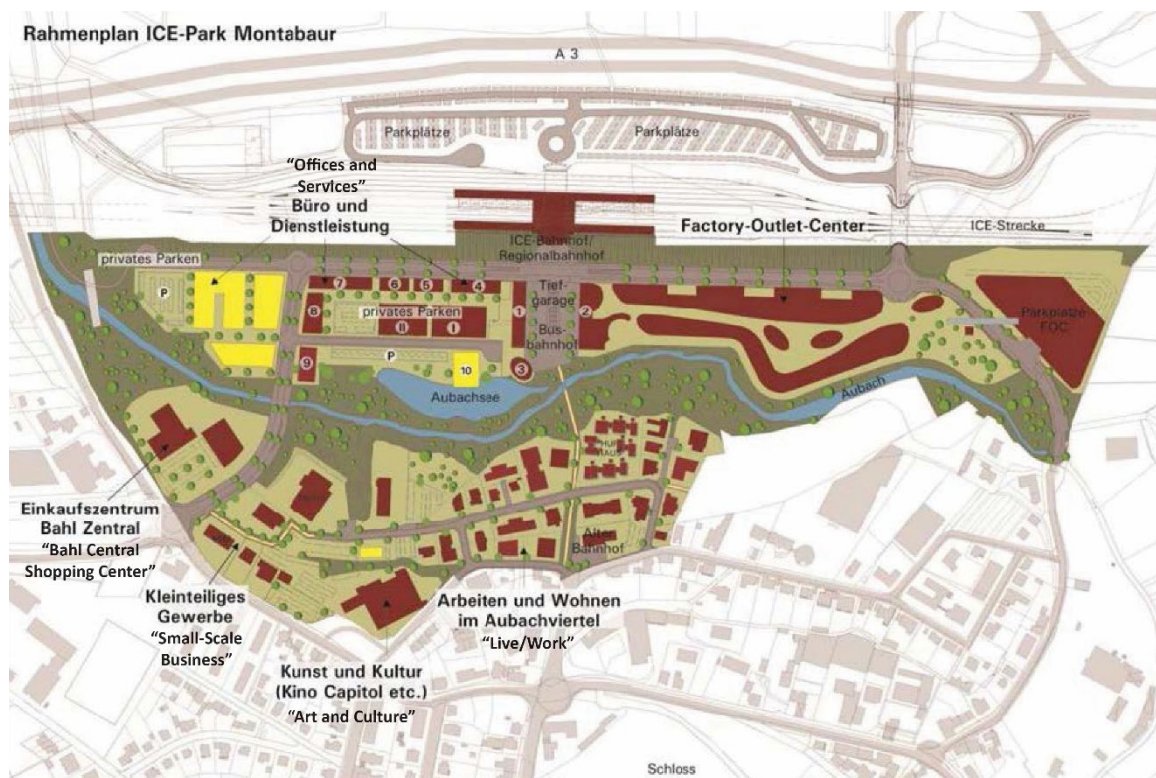 Rahmenplan ICE-Park Montabaur
A 3
Parkplätze
Parkplätze
“Offices and
Services”
Büro und
Dienstleistung
Factory-Outlet-Center
ICE-Strecke
ICE-Bahnhof/
Regionalbahnhof
privates Parken
P
7
6
5
4
Tief-
garage
8
privates Parken
II
I
1
2
Bus-
bahnhof
Parkplätze
FOC
9
P
10
3
Aubachsee
Aubach
HUF
HAUS
Einkaufszentrum
Bahl Zentral
“Bahl Central
Shopping Center”
Alter
Bahnhof
Kleinteiliges
Gewerbe
“Small-Scale
Business”
Arbeiten und Wohnen
im Aubachviertel
“Live/Work”
Kunst und Kultur
(Kino Capitol etc.)
“Art and Culture”
Schloss